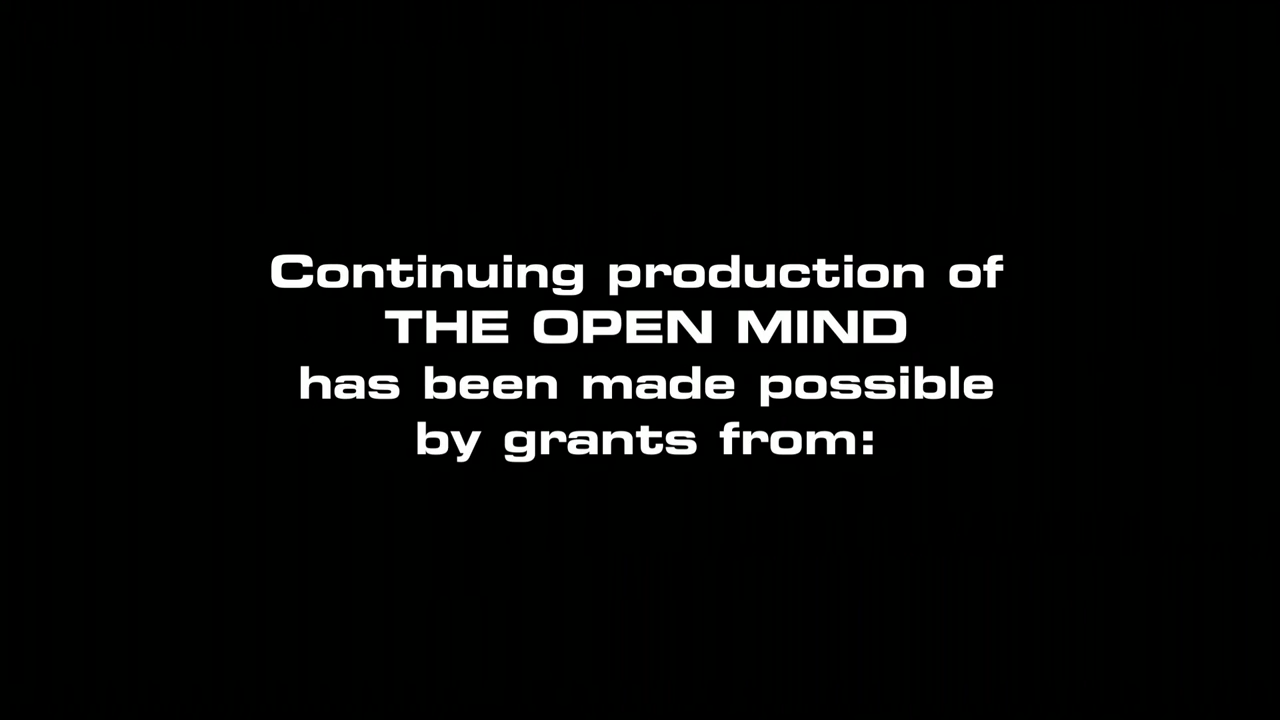 Continuing production of
THE OPEN MIND
has been made possible
by grants from: